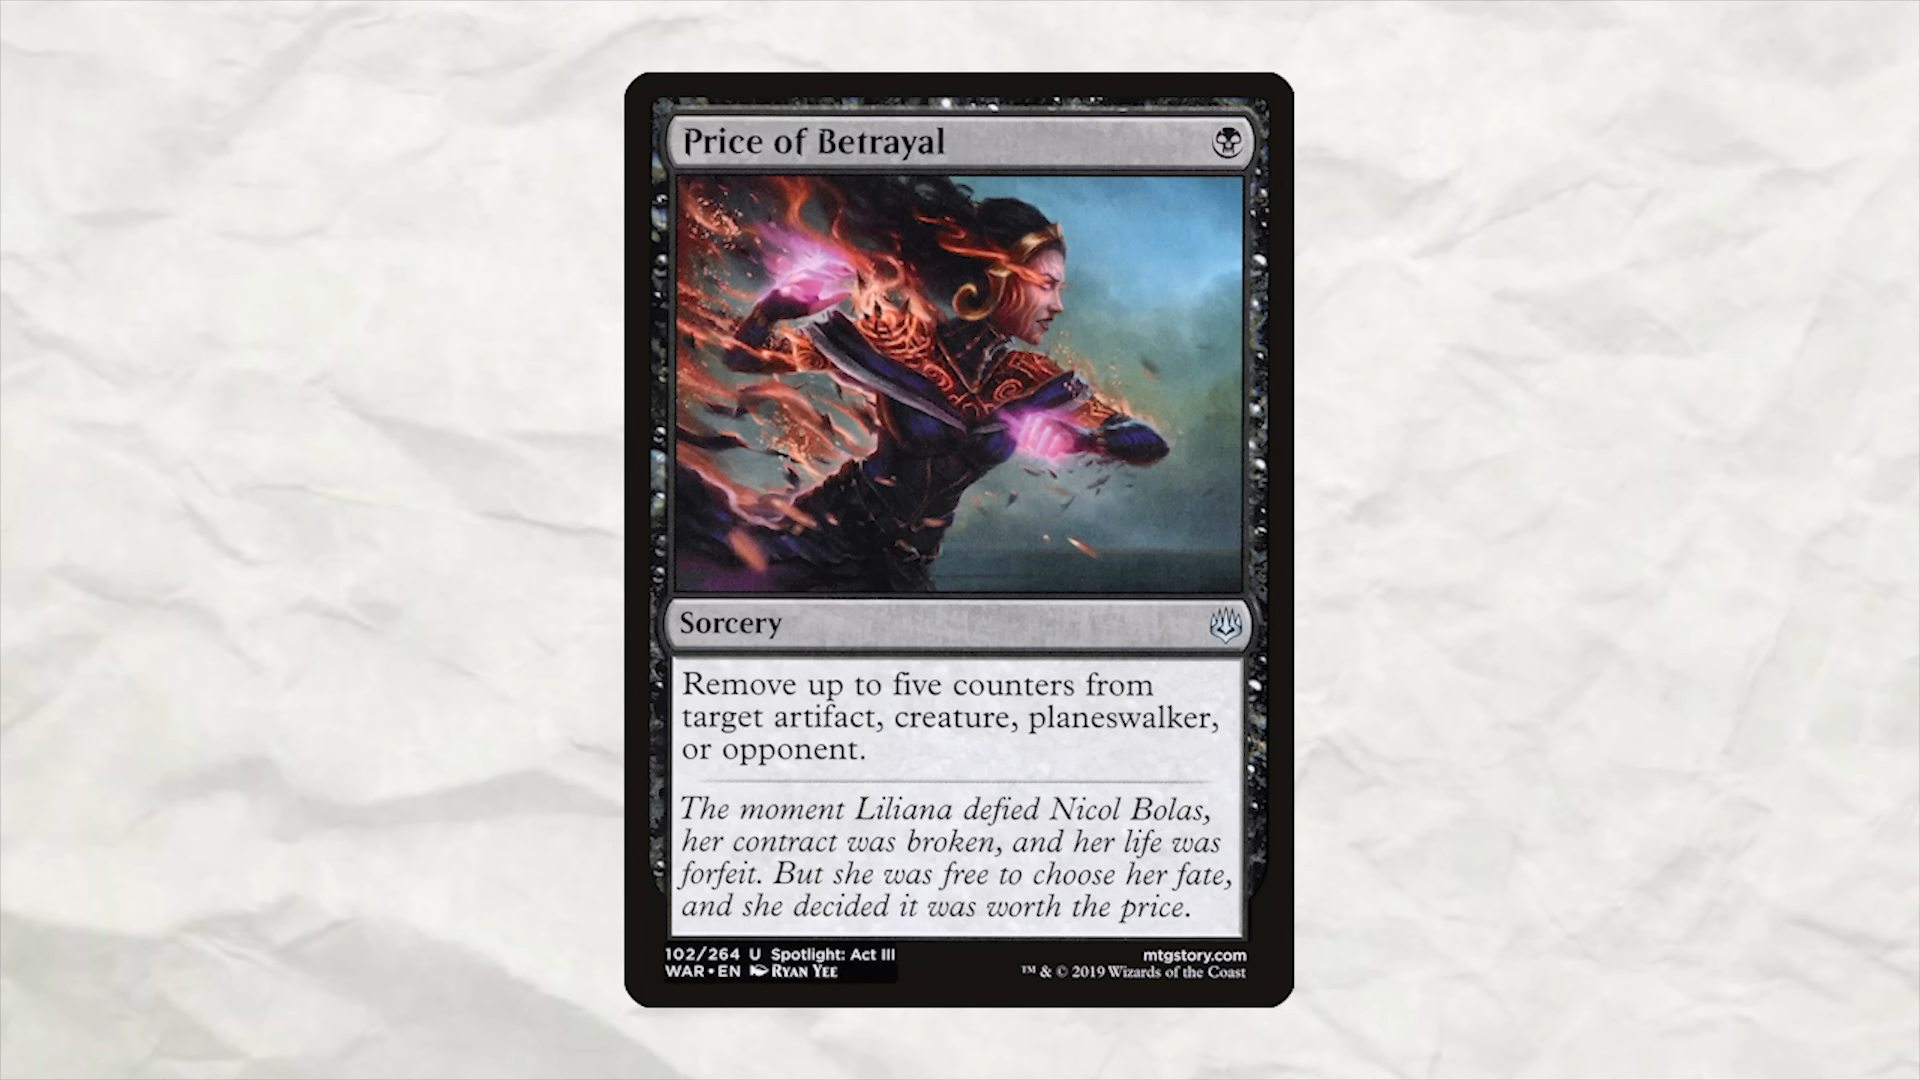 Price of Betrayal
Sorcery
Remove up to five counters from
target artifact, creature, planeswalker,
or opponent.
The moment Liliana defied Nicol Bolas,
her contract was broken, and her life was
forfeit. But she was free to choose her fate,
and she decided it was worth the price.
102/264 U Spotlight: Act III
WAR • EN Ryan Yee
mtgstory.com
™ & © 2019 Wizards of the Coast